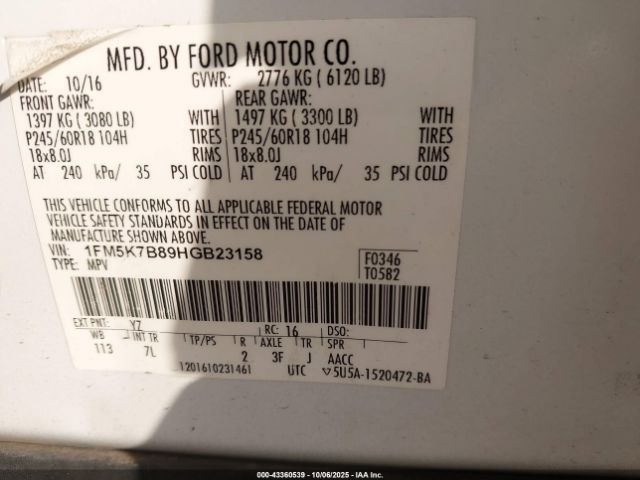 MFD. BY FORD MOTOR CO.
DATE: 10/16 GVWR: 2776 KG ( 6120 LB)
FRONT GAWR: REAR GAWR:
1397 KG ( 3080 LB) WITH 1497 KG ( 3300 LB) WITH
P245/60R18 104H TIRES P245/60R18 104H TIRES
18x8.0J RIMS 18x8.0J RIMS
AT 240 kPa/ 35 PSI COLD AT 240 kPa/ 35 PSI COLD
THIS VEHICLE CONFORMS TO ALL APPLICABLE FEDERAL MOTOR
VEHICLE SAFETY STANDARDS IN EFFECT ON THE DATE OF
MANUFACTURE SHOWN ABOVE.
VIN: 1FM5K7B89HGB23158 F0346
TYPE: MPV T0582
EXT PNT: YZ RC: 16 DSO:
WB INT TR TP/PS R AXLE TR SPR
113 7L 2 3F J AACC
1201610231461 UTC 5U5A-1520472-BA
000-43360539 - 10/06/2025 - IAA Inc.